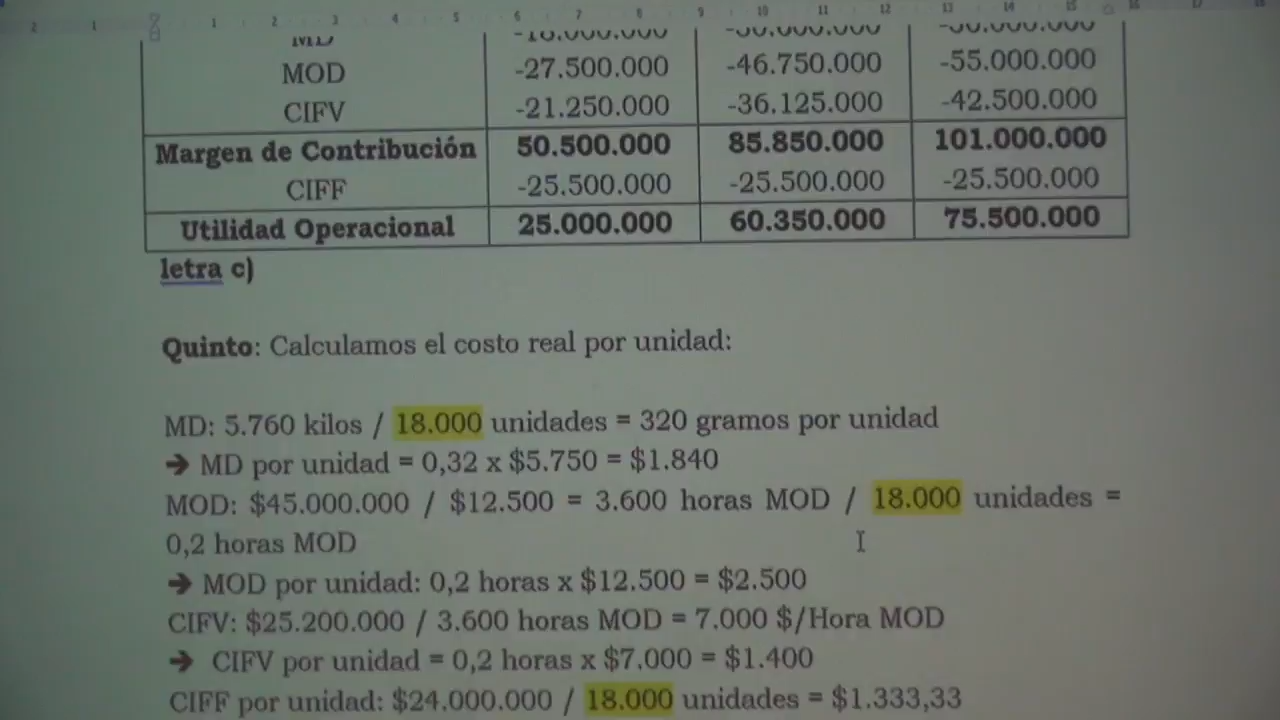 MOD -27.500.000 -46.750.000 -55.000.000
CIFV -21.250.000 -36.125.000 -42.500.000
Margen de Contribución 50.500.000 85.850.000 101.000.000
CIFF -25.500.000 -25.500.000 -25.500.000
Utilidad Operacional 25.000.000 60.350.000 75.500.000
letra c)
Quinto: Calculamos el costo real por unidad:
MD: 5.760 kilos / 18.000 unidades = 320 gramos por unidad
➔ MD por unidad = 0,32 x $5.750 = $1.840
MOD: $45.000.000 / $12.500 = 3.600 horas MOD / 18.000 unidades =
0,2 horas MOD
➔ MOD por unidad: 0,2 horas x $12.500 = $2.500
CIFV: $25.200.000 / 3.600 horas MOD = 7.000 $/Hora MOD
➔ CIFV por unidad = 0,2 horas x $7.000 = $1.400
CIFF por unidad: $24.000.000 / 18.000 unidades = $1.333,33